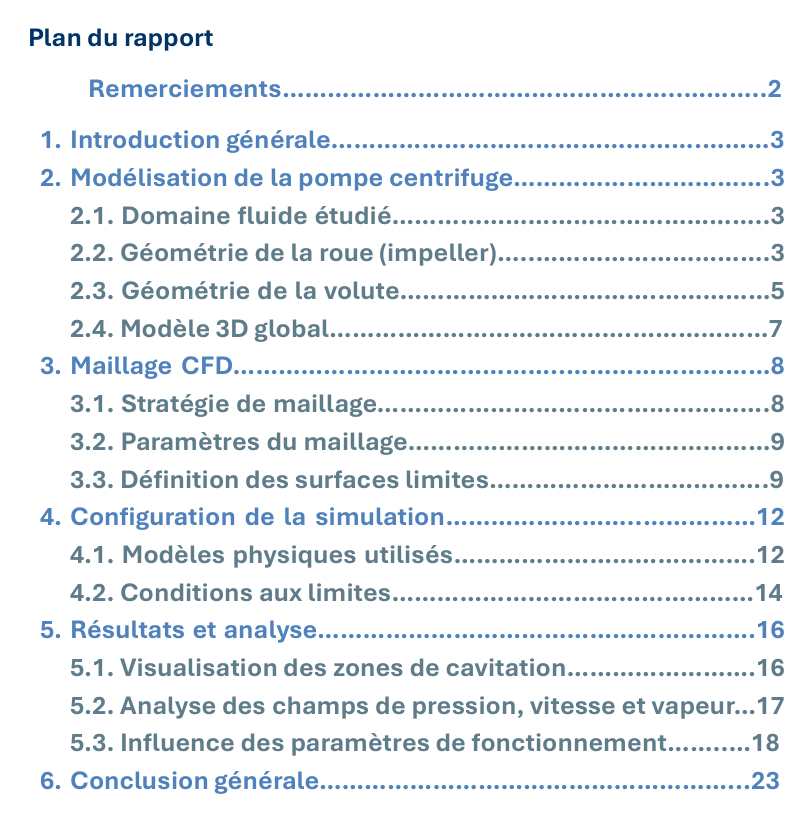 Plan du rapport
Remerciements……………………………………………………..………..2
1. Introduction générale……………………………………………………3
2. Modélisation de la pompe centrifuge………………………………3
2.1. Domaine fluide étudié……………………………………………3
2.2. Géométrie de la roue (impeller)………………………………3
2.3. Géométrie de la volute……………………………………………5
2.4. Modèle 3D global……………………………………………………7
3. Maillage CFD………………………………………………………………8
3.1. Stratégie de maillage………………………………………………8
3.2. Paramètres du maillage……………………………………………9
3.3. Définition des surfaces limites…………………………………9
4. Configuration de la simulation……………………………………12
4.1. Modèles physiques utilisés……………………………………12
4.2. Conditions aux limites……………………………………………14
5. Résultats et analyse……………………………………………………16
5.1. Visualisation des zones de cavitation………………………16
5.2. Analyse des champs de pression, vitesse et vapeur…17
5.3. Influence des paramètres de fonctionnement……..…18
6. Conclusion générale…………………………………………………..23